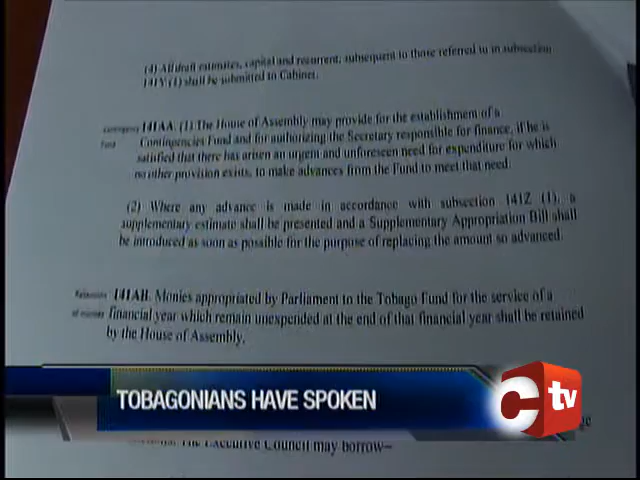 (4) All draft estimates, capital and recurrent, subsequent to those referred to in subsection
141Y (1) shall be submitted to Cabinet.
Contingency
Fund
141AA. (1) The House of Assembly may provide for the establishment of a
Contingencies Fund and for authorizing the Secretary responsible for finance, if he is
satisfied that there has arisen an urgent and unforeseen need for expenditure for which
no other provision exists, to make advances from the Fund to meet that need.
(2) Where any advance is made in accordance with subsection 141Z (1), a
supplementary estimate shall be presented and a Supplementary Appropriation Bill shall
be introduced as soon as possible for the purpose of replacing the amount so advanced.
of monies
141AB. Monies appropriated by Parliament to the Tobago Fund for the service of a
financial year which remain unexpended at the end of that financial year shall be retained
by the House of Assembly.
TOBAGONIANS HAVE SPOKEN
Ctv
The Executive Council may borrow–